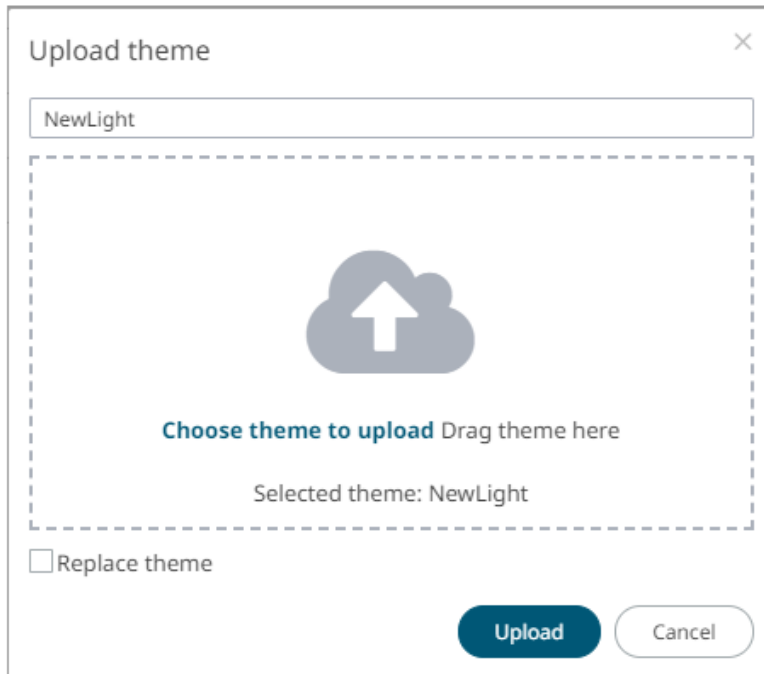 Upload theme
NewLight
Choose theme to upload Drag theme here
Selected theme: NewLight
Replace theme
Upload Cancel